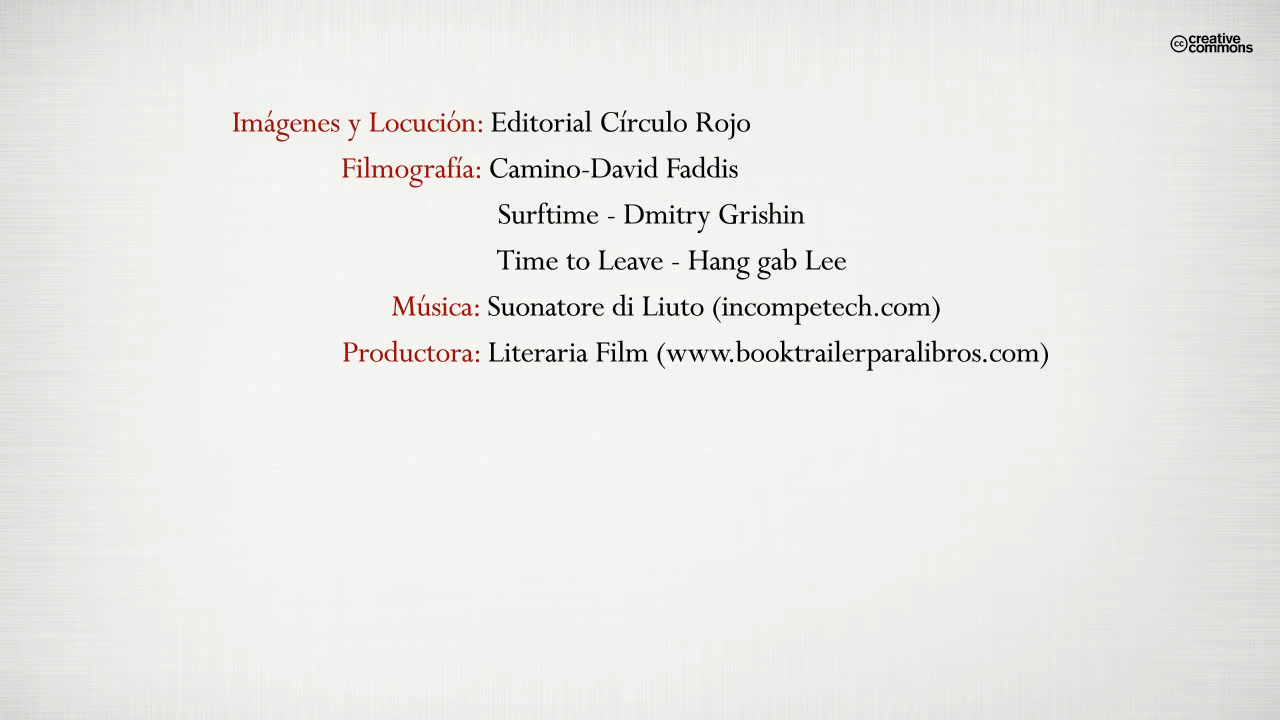 creative
commons
Imágenes y Locución: Editorial Círculo Rojo
Filmografía: Camino-David Faddis
Surftime - Dmitry Grishin
Time to Leave - Hang gab Lee
Música: Suonatore di Liuto (incompetech.com)
Productora: Literaria Film (www.booktrailerparalibros.com)